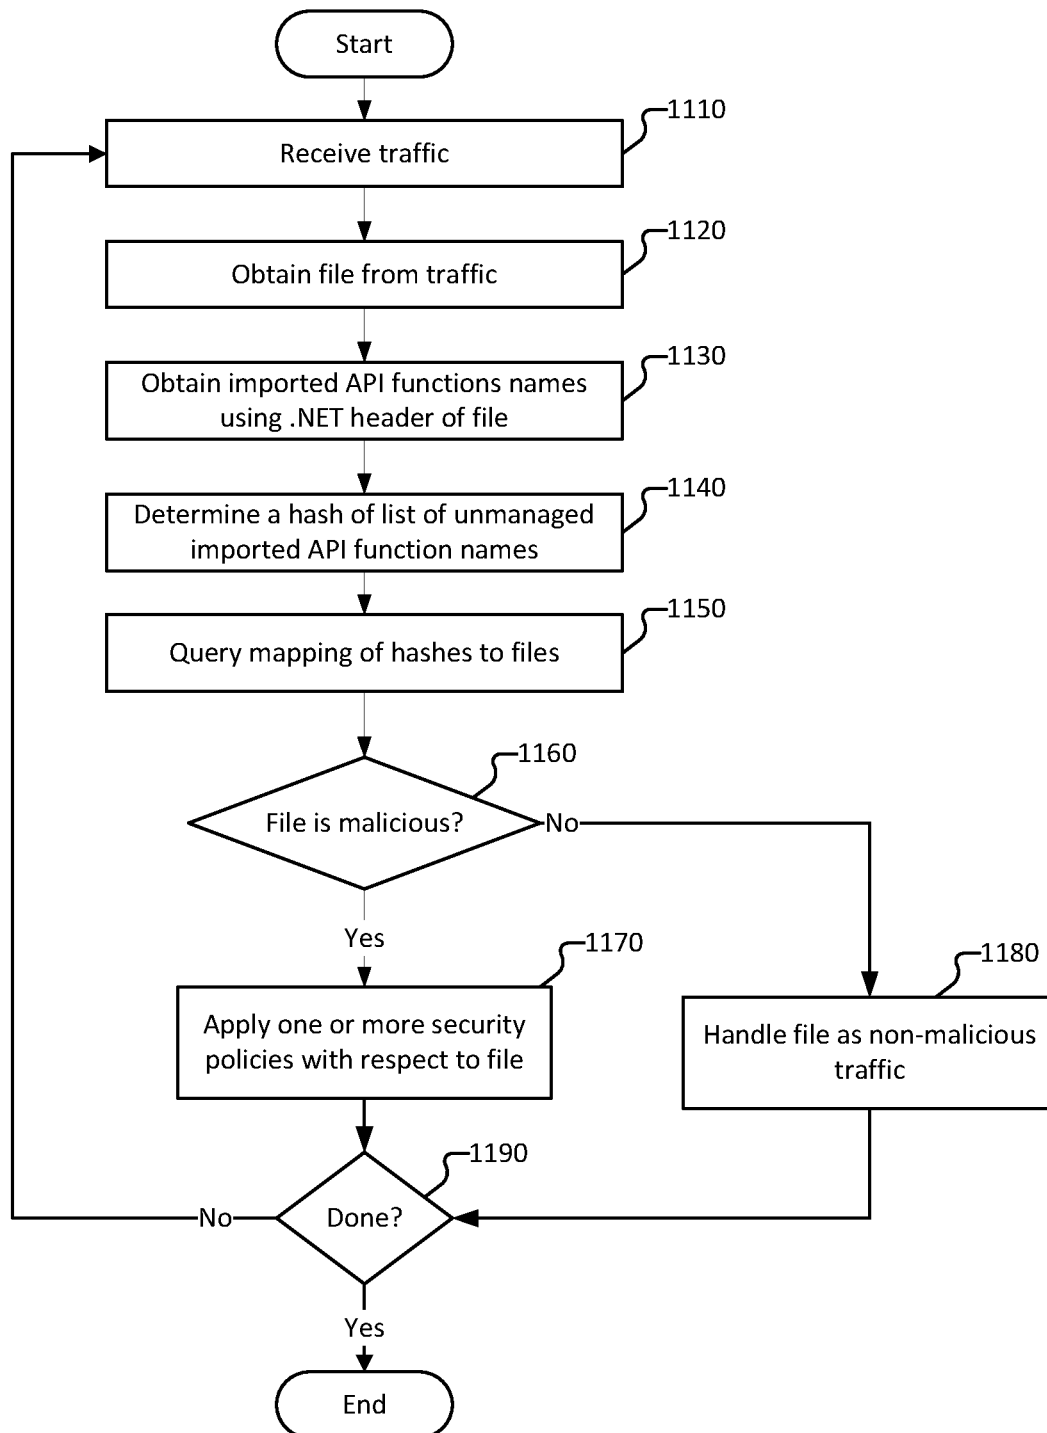 Start
1110
Receive traffic
1120
Obtain file from traffic
1130
Obtain imported API functions names
using .NET header of file
1140
Determine a hash of list of unmanaged
imported API function names
1150
Query mapping of hashes to files
1160
File is malicious?
No
Yes
1170
1180
Apply one or more security
policies with respect to file
Handle file as non-malicious
traffic
1190
Done?
No
Yes
End